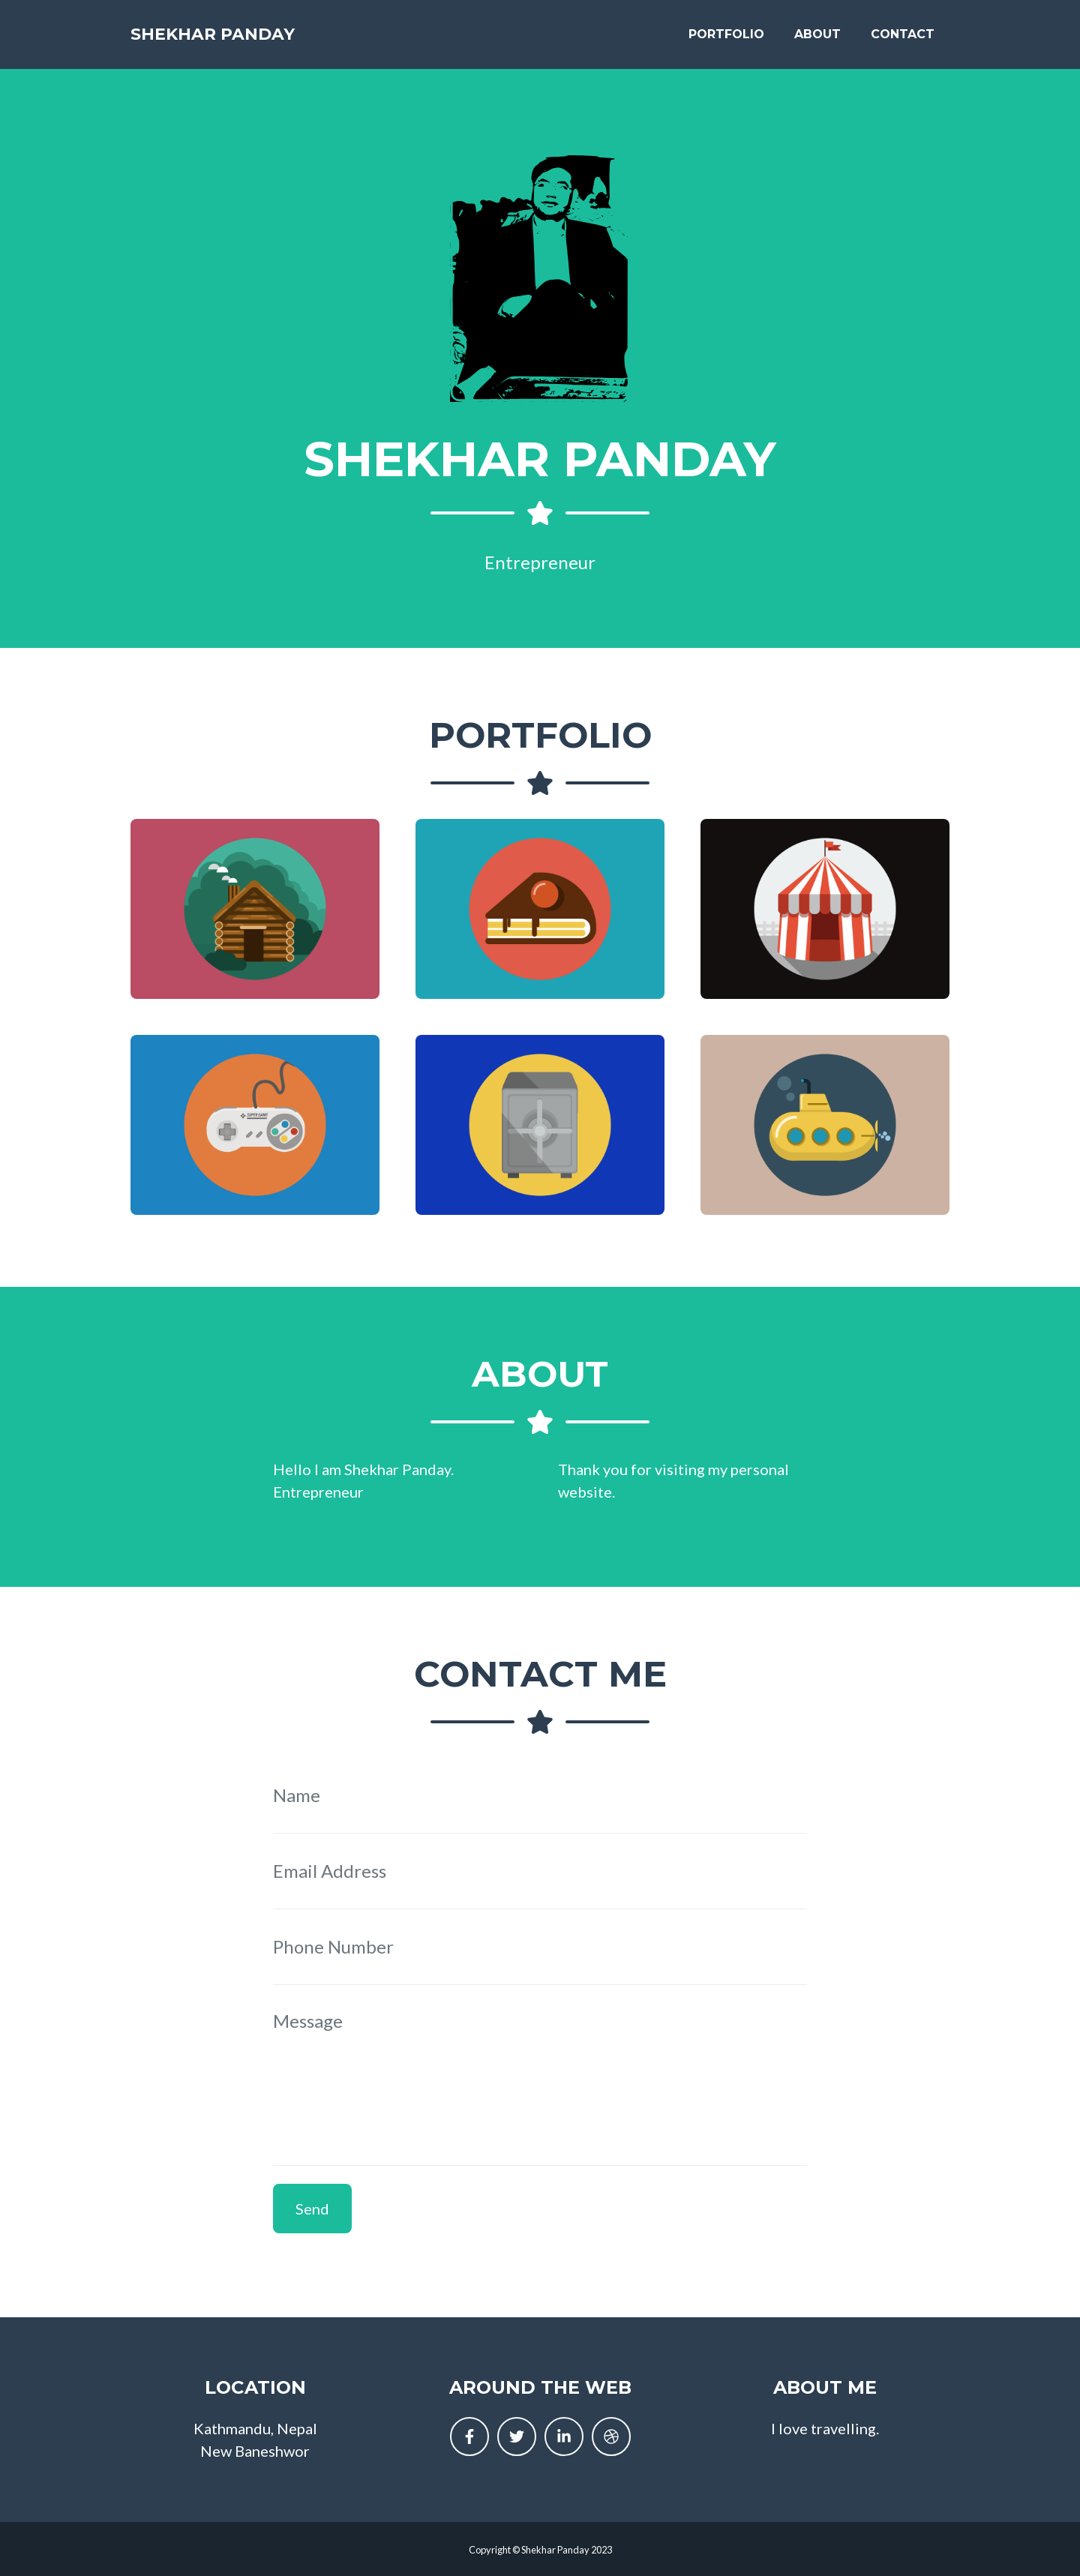 SHEKHAR PANDAY
PORTFOLIO ABOUT CONTACT
SHEKHAR PANDAY
Entrepreneur
PORTFOLIO
SUPER GAME
ABOUT
Hello I am Shekhar Panday.
Entrepreneur
Thank you for visiting my personal
website.
CONTACT ME
Name
Email Address
Phone Number
Message
Send
LOCATION
Kathmandu, Nepal
New Baneshwor
AROUND THE WEB
ABOUT ME
I love travelling.
Copyright © Shekhar Panday 2023